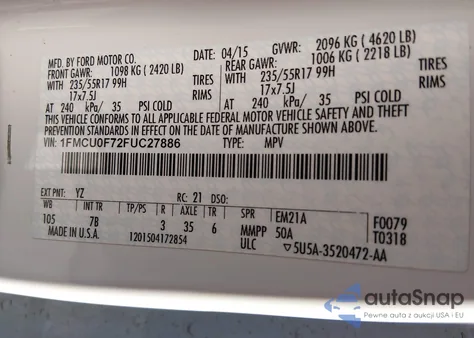 MFD. BY FORD MOTOR CO.
DATE: 04/15 GVWR: 2096 KG (4620 LB)
FRONT GAWR: 1098 KG (2420 LB)
REAR GAWR: 1006 KG (2218 LB)
WITH 235/55R17 99H TIRES
WITH 235/55R17 99H TIRES
17x7.5J RIMS
17x7.5J RIMS
AT 240 kPa/ 35 PSI COLD
AT 240 kPa/ 35 PSI COLD
THIS VEHICLE CONFORMS TO ALL APPLICABLE FEDERAL MOTOR VEHICLE SAFETY AND BUMPER AND THEFT
PREVENTION STANDARDS IN EFFECT ON THE DATE OF MANUFACTURE SHOWN ABOVE.
VIN: 1FMCU0F72FUC27886 TYPE: MPV
EXT PNT: YZ RC: 21 DSO:
WB INT TR TP/PS R AXLE TR SPR EM21A F0079
105 7B 3 35 6 MMPP 50A T0318
MADE IN U.S.A. 1201504172854 ULC ▽5U5A-3520472-AA
autoSnap
Pewne auta z aukcji USA i EU